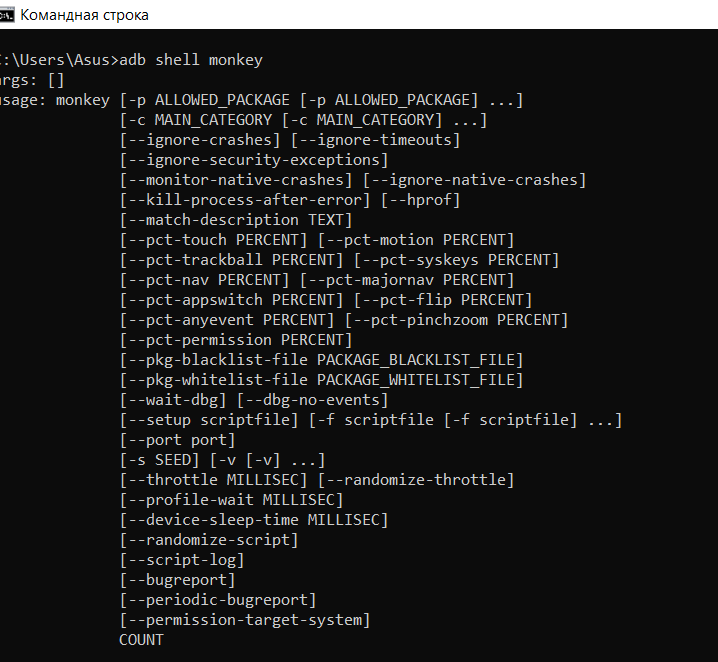 Командная строка
C:\Users\Asus>adb shell monkey
args: []
usage: monkey [-p ALLOWED_PACKAGE [-p ALLOWED_PACKAGE] ...]
[-c MAIN_CATEGORY [-c MAIN_CATEGORY] ...]
[--ignore-crashes] [--ignore-timeouts]
[--ignore-security-exceptions]
[--monitor-native-crashes] [--ignore-native-crashes]
[--kill-process-after-error] [--hprof]
[--match-description TEXT]
[--pct-touch PERCENT] [--pct-motion PERCENT]
[--pct-trackball PERCENT] [--pct-syskeys PERCENT]
[--pct-nav PERCENT] [--pct-majornav PERCENT]
[--pct-appswitch PERCENT] [--pct-flip PERCENT]
[--pct-anyevent PERCENT] [--pct-pinchzoom PERCENT]
[--pct-permission PERCENT]
[--pkg-blacklist-file PACKAGE_BLACKLIST_FILE]
[--pkg-whitelist-file PACKAGE_WHITELIST_FILE]
[--wait-dbg] [--dbg-no-events]
[--setup scriptfile] [-f scriptfile [-f scriptfile] ...]
[--port port]
[-s SEED] [-v [-v] ...]
[--throttle MILLISEC] [--randomize-throttle]
[--profile-wait MILLISEC]
[--device-sleep-time MILLISEC]
[--randomize-script]
[--script-log]
[--bugreport]
[--periodic-bugreport]
[--permission-target-system]
COUNT